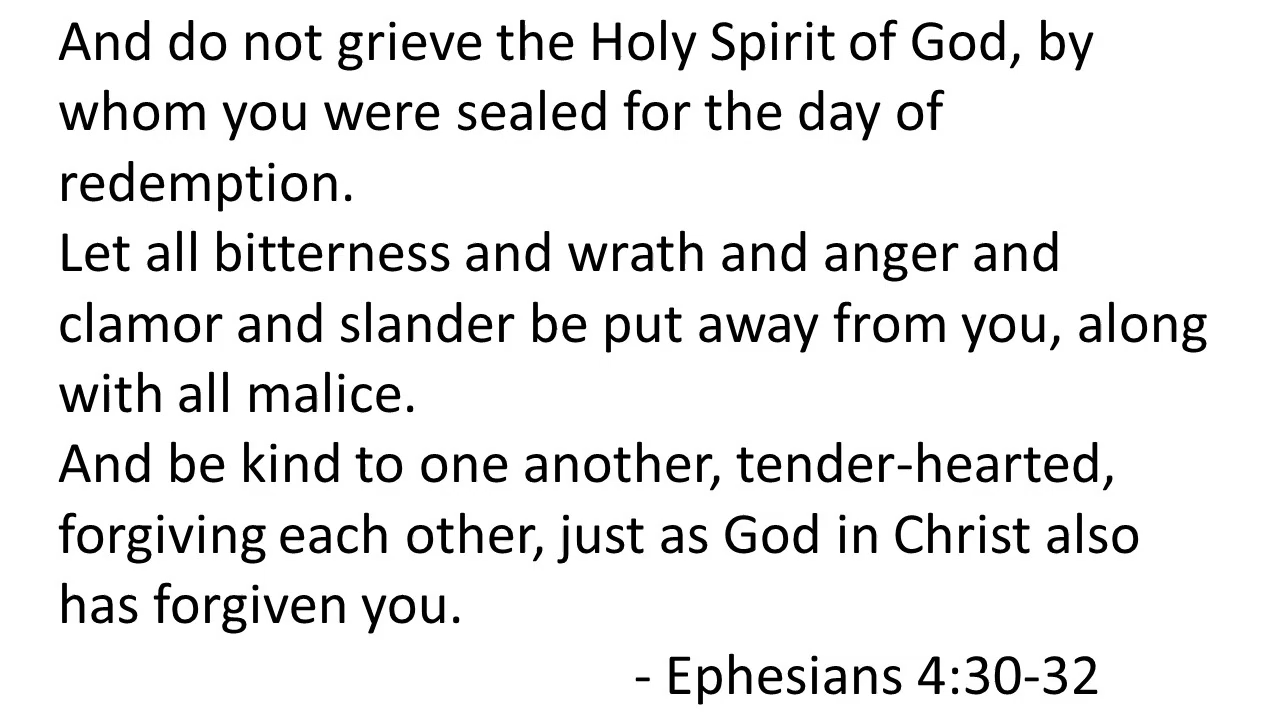 And do not grieve the Holy Spirit of God, by
whom you were sealed for the day of
redemption.
Let all bitterness and wrath and anger and
clamor and slander be put away from you, along
with all malice.
And be kind to one another, tender-hearted,
forgiving each other, just as God in Christ also
has forgiven you.
- Ephesians 4:30-32